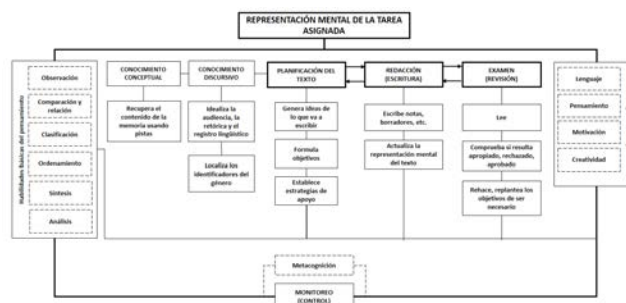 REPRESENTACIÓN MENTAL DE LA TAREA
ASIGNADA
Habilidades básicas del pensamiento
Observación
Comparación y
relación
Clasificación
Ordenamiento
Síntesis
Análisis
CONOCIMIENTO
CONCEPTUAL
Recupera el
contenido de la
memoria usando
pistas
CONOCIMIENTO
DISCURSIVO
Idealiza la
audiencia, la
retórica y el
registro lingüístico
Localiza los
identificadores del
género
PLANIFICACIÓN DEL
TEXTO
Genera ideas de
lo que va a
escribir
Formula
objetivos
Establece
estrategias de
apoyo
REDACCIÓN
(ESCRITURA)
Escribe notas,
borradores, etc.
Actualiza la
representación mental
del texto
EXAMEN
(REVISIÓN)
Lee
Comprueba si resulta
apropiado, rechazado,
aprobado
Rehace, replantea los
objetivos de ser
necesario
Lenguaje
Pensamiento
Motivación
Creatividad
Metacognición
MONITOREO
(CONTROL)